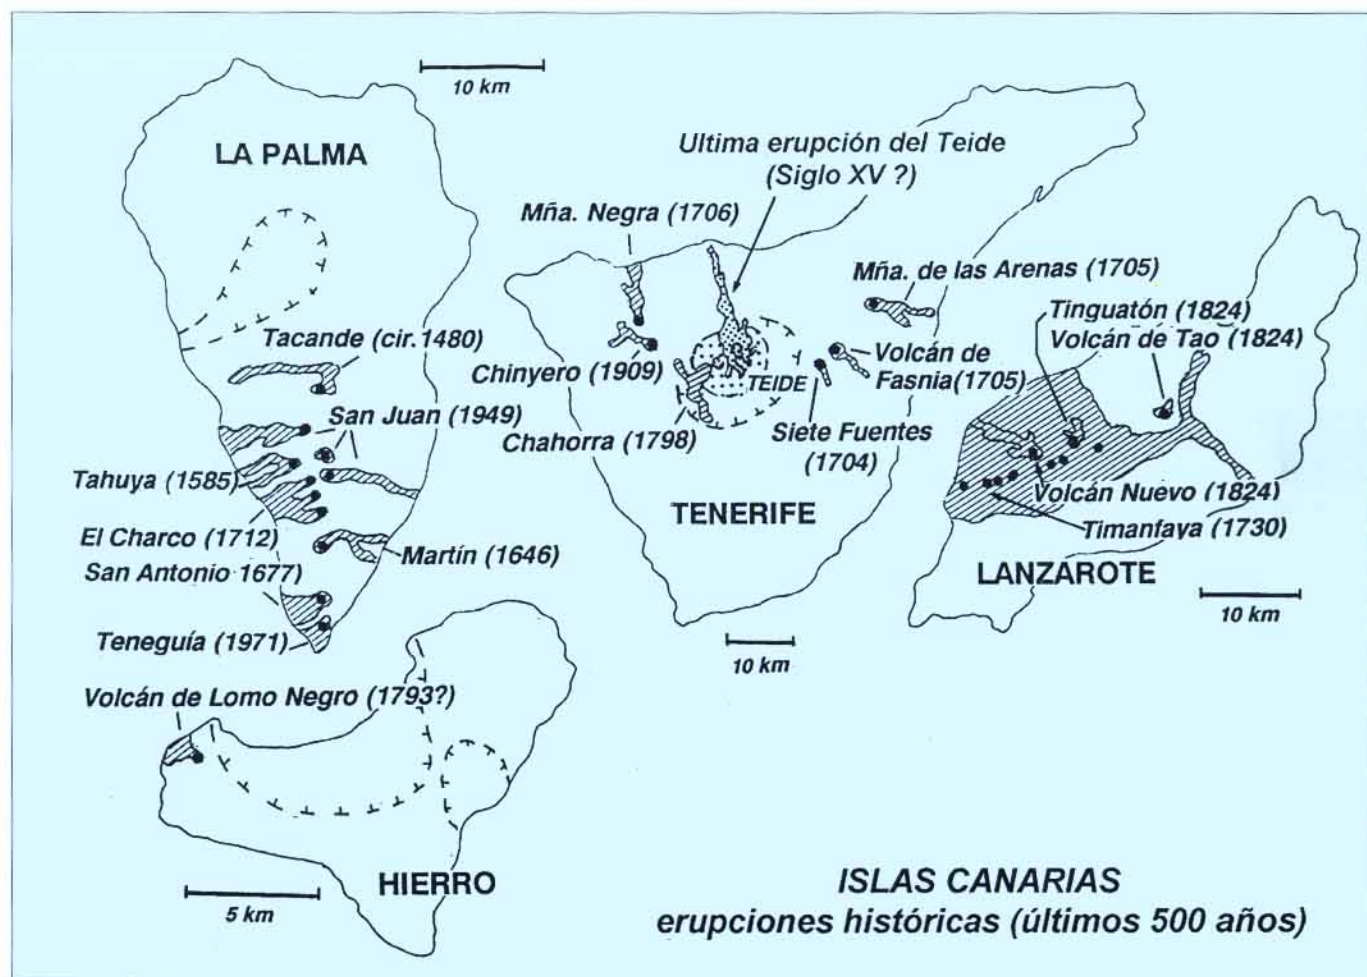 10 km
LA PALMA
Ultima erupción del Teide
(Siglo XV ?)
Mña. Negra (1706)
Mña. de las Arenas (1705)
Tinguatón (1824)
Volcán de Tao (1824)
Tacande (cir.1480)
Chinyero (1909)
TEIDE
Volcán de
Fasnia(1705)
San Juan (1949)
Chahorra (1798)
Siete Fuentes
(1704)
Tahuya (1585)
Volcán Nuevo (1824)
TENERIFE
Timanfaya (1730)
El Charco (1712)
Martín (1646)
San Antonio 1677)
LANZAROTE
10 km
Teneguía (1971)
10 km
Volcán de Lomo Negro (1793?)
HIERRO
5 km
ISLAS CANARIAS
erupciones históricas (últimos 500 años)